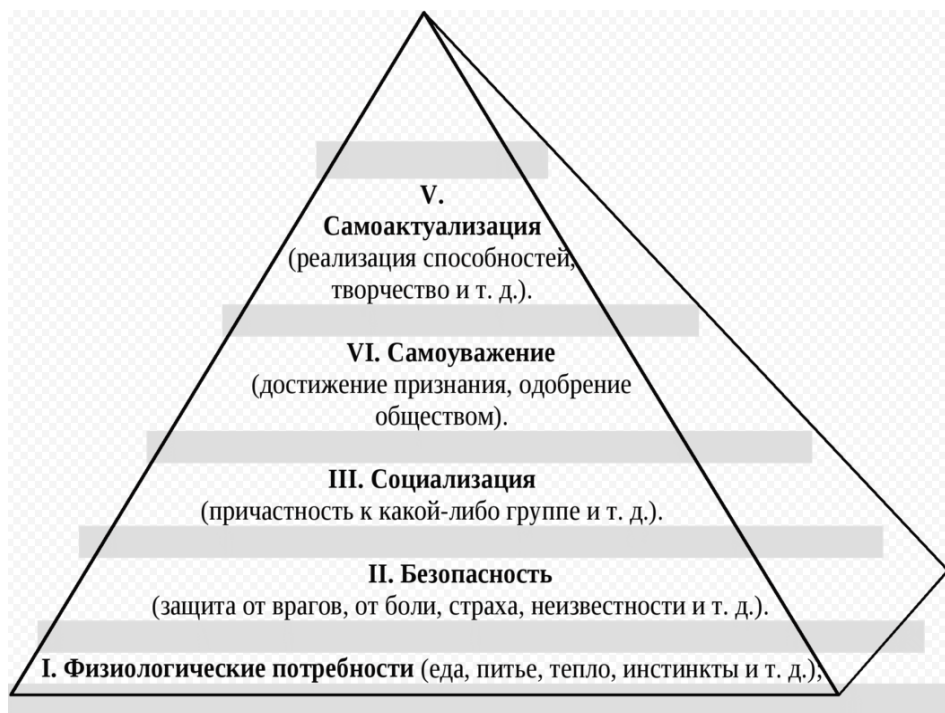 V.
Самоактуализация
(реализация способностей,
творчество и т. д.).
VI. Самоуважение
(достижение признания, одобрение
обществом).
III. Социализация
(причастность к какой-либо группе и т. д.).
II. Безопасность
(защита от врагов, от боли, страха, неизвестности и т. д.).
I. Физиологические потребности (еда, питье, тепло, инстинкты и т. д.);